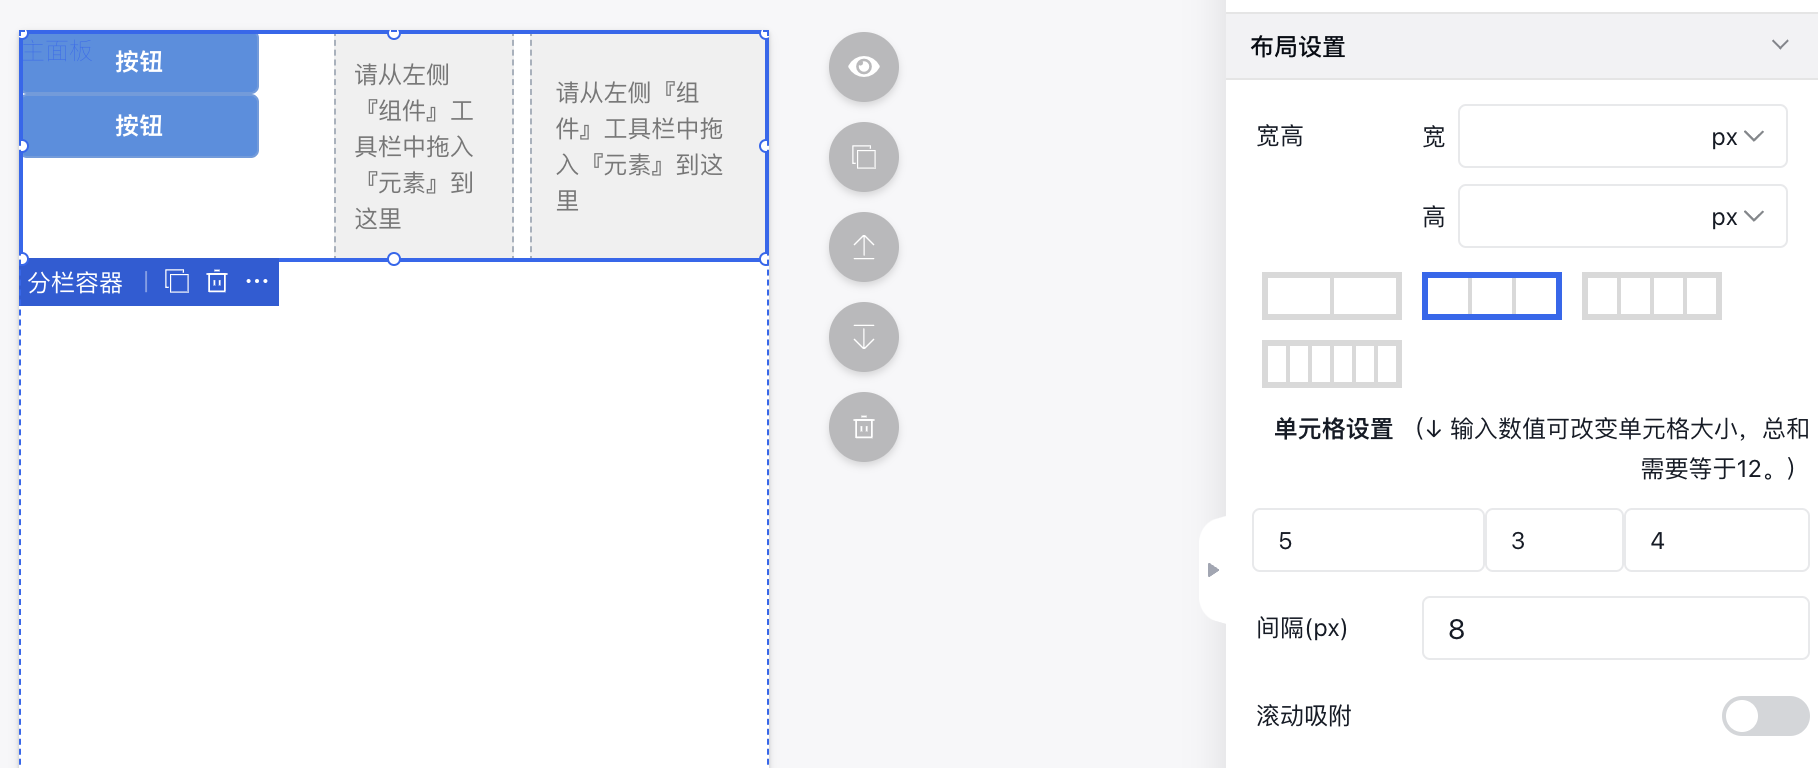 主面板
按钮
按钮
请从左侧
『组件』工
具栏中拖入
『元素』到
这里
请从左侧『组
件』工具栏中拖
入『元素』到这
里
分栏容器
布局设置
宽高
宽
px
高
px
单元格设置 （↓ 输入数值可改变单元格大小，总和
需要等于12。）
5
3
4
间隔(px)
8
滚动吸附